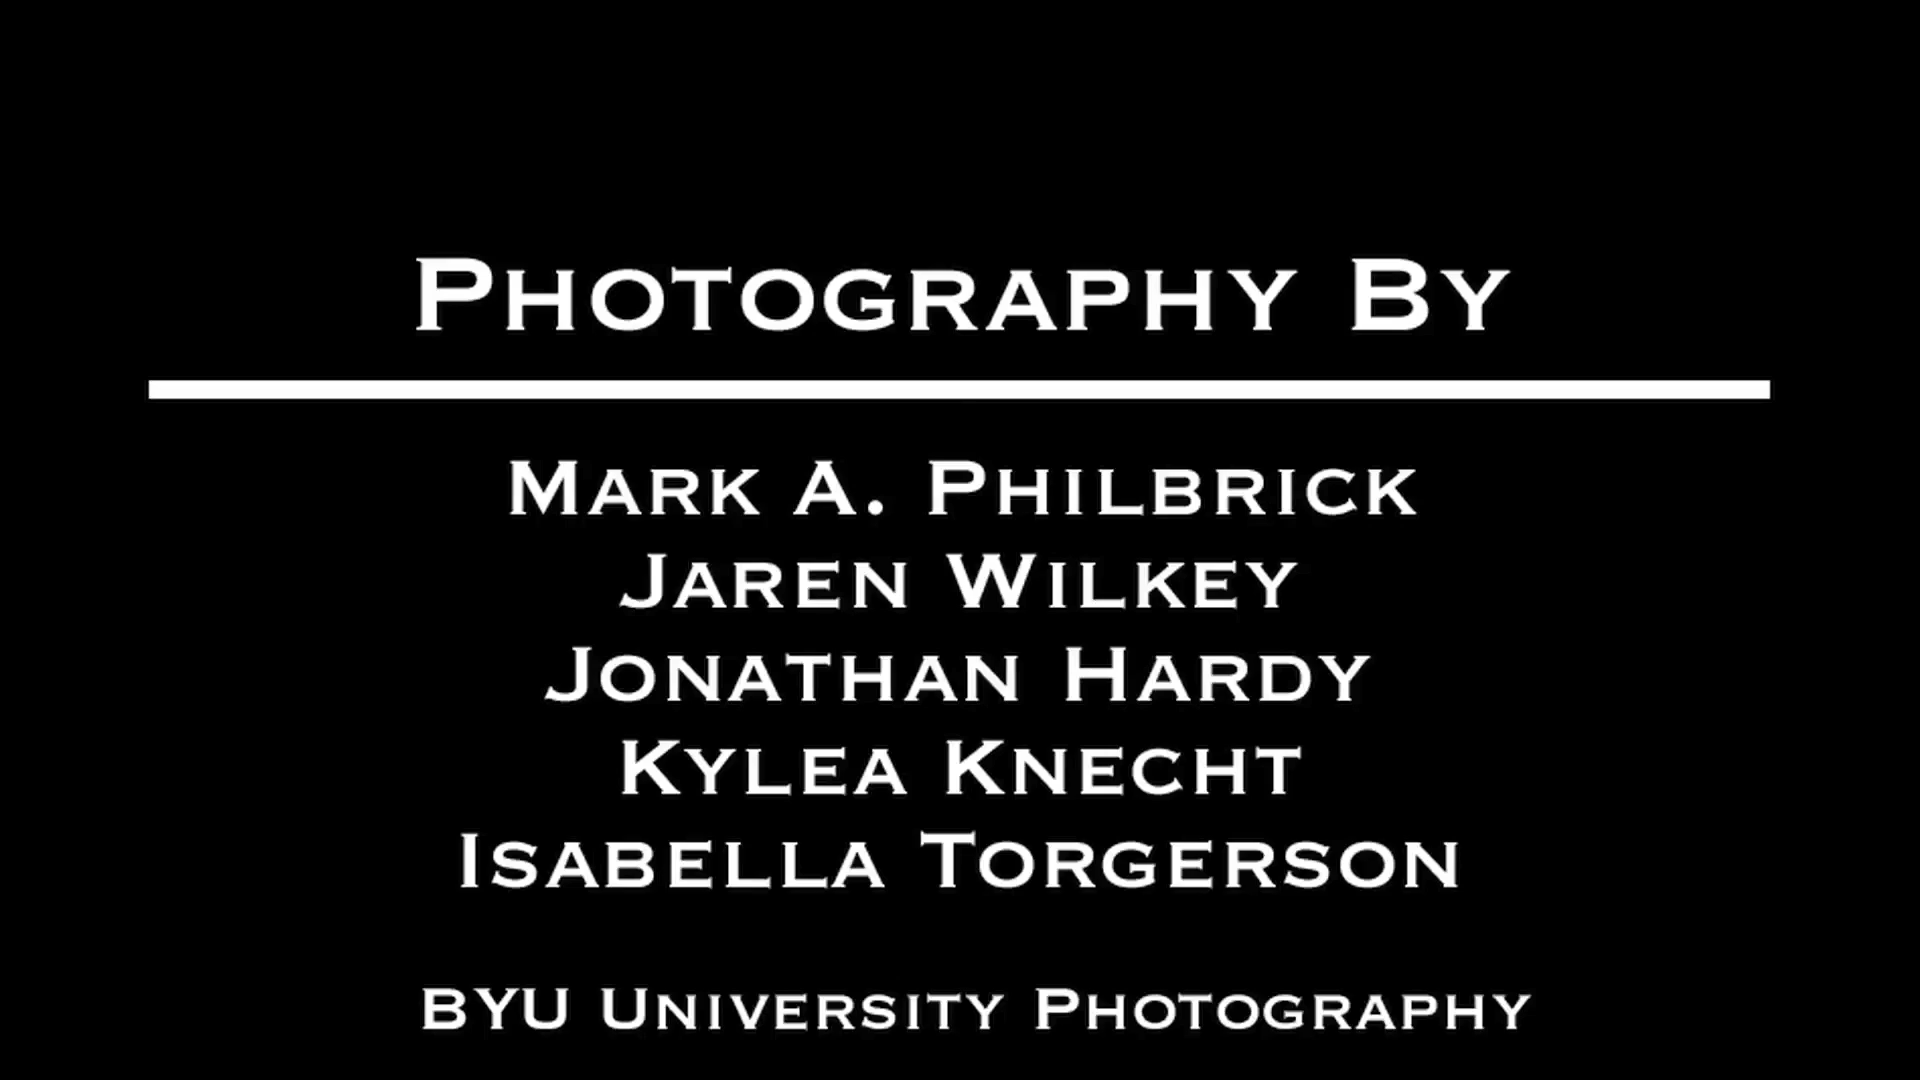 Photography By
Mark A. Philbrick
Jaren Wilkey
Jonathan Hardy
Kylea Knecht
Isabella Torgerson
BYU University Photography